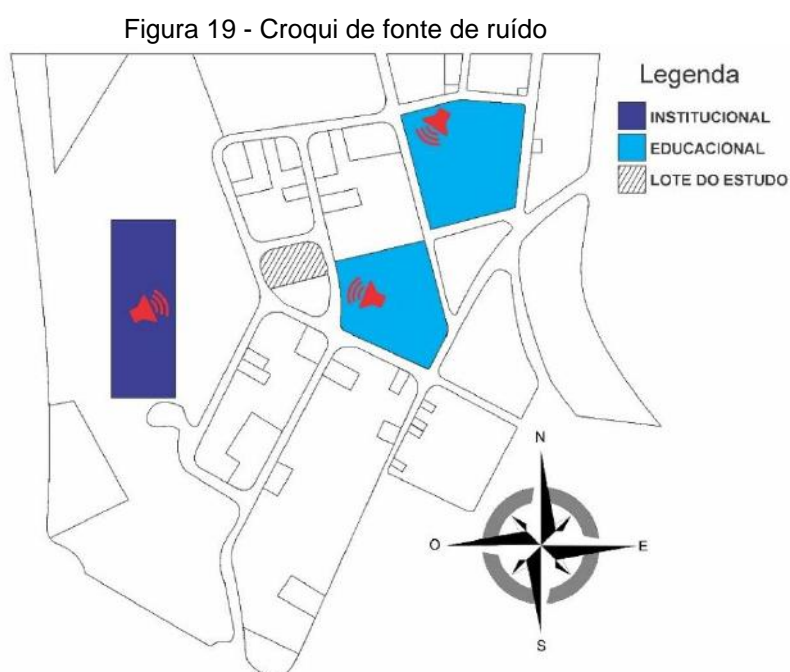 Figura 19 - Croqui de fonte de ruído
Legenda
INSTITUCIONAL
EDUCACIONAL
LOTE DO ESTUDO
N
O
E
S